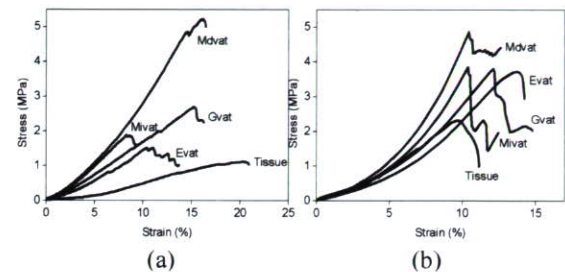 (a)
Stress (MPa)
5
4
3
2
1
0
Mdvat
Gvat
Mivat
Evat
Tissue
0 5 10 15 20 25
Strain (%)
(a)
(b)
Stress (MPa)
5
4
3
2
1
0
Mdvat
Evat
Gvat
Mivat
Tissue
0 5 10 15
Strain (%)
(b)